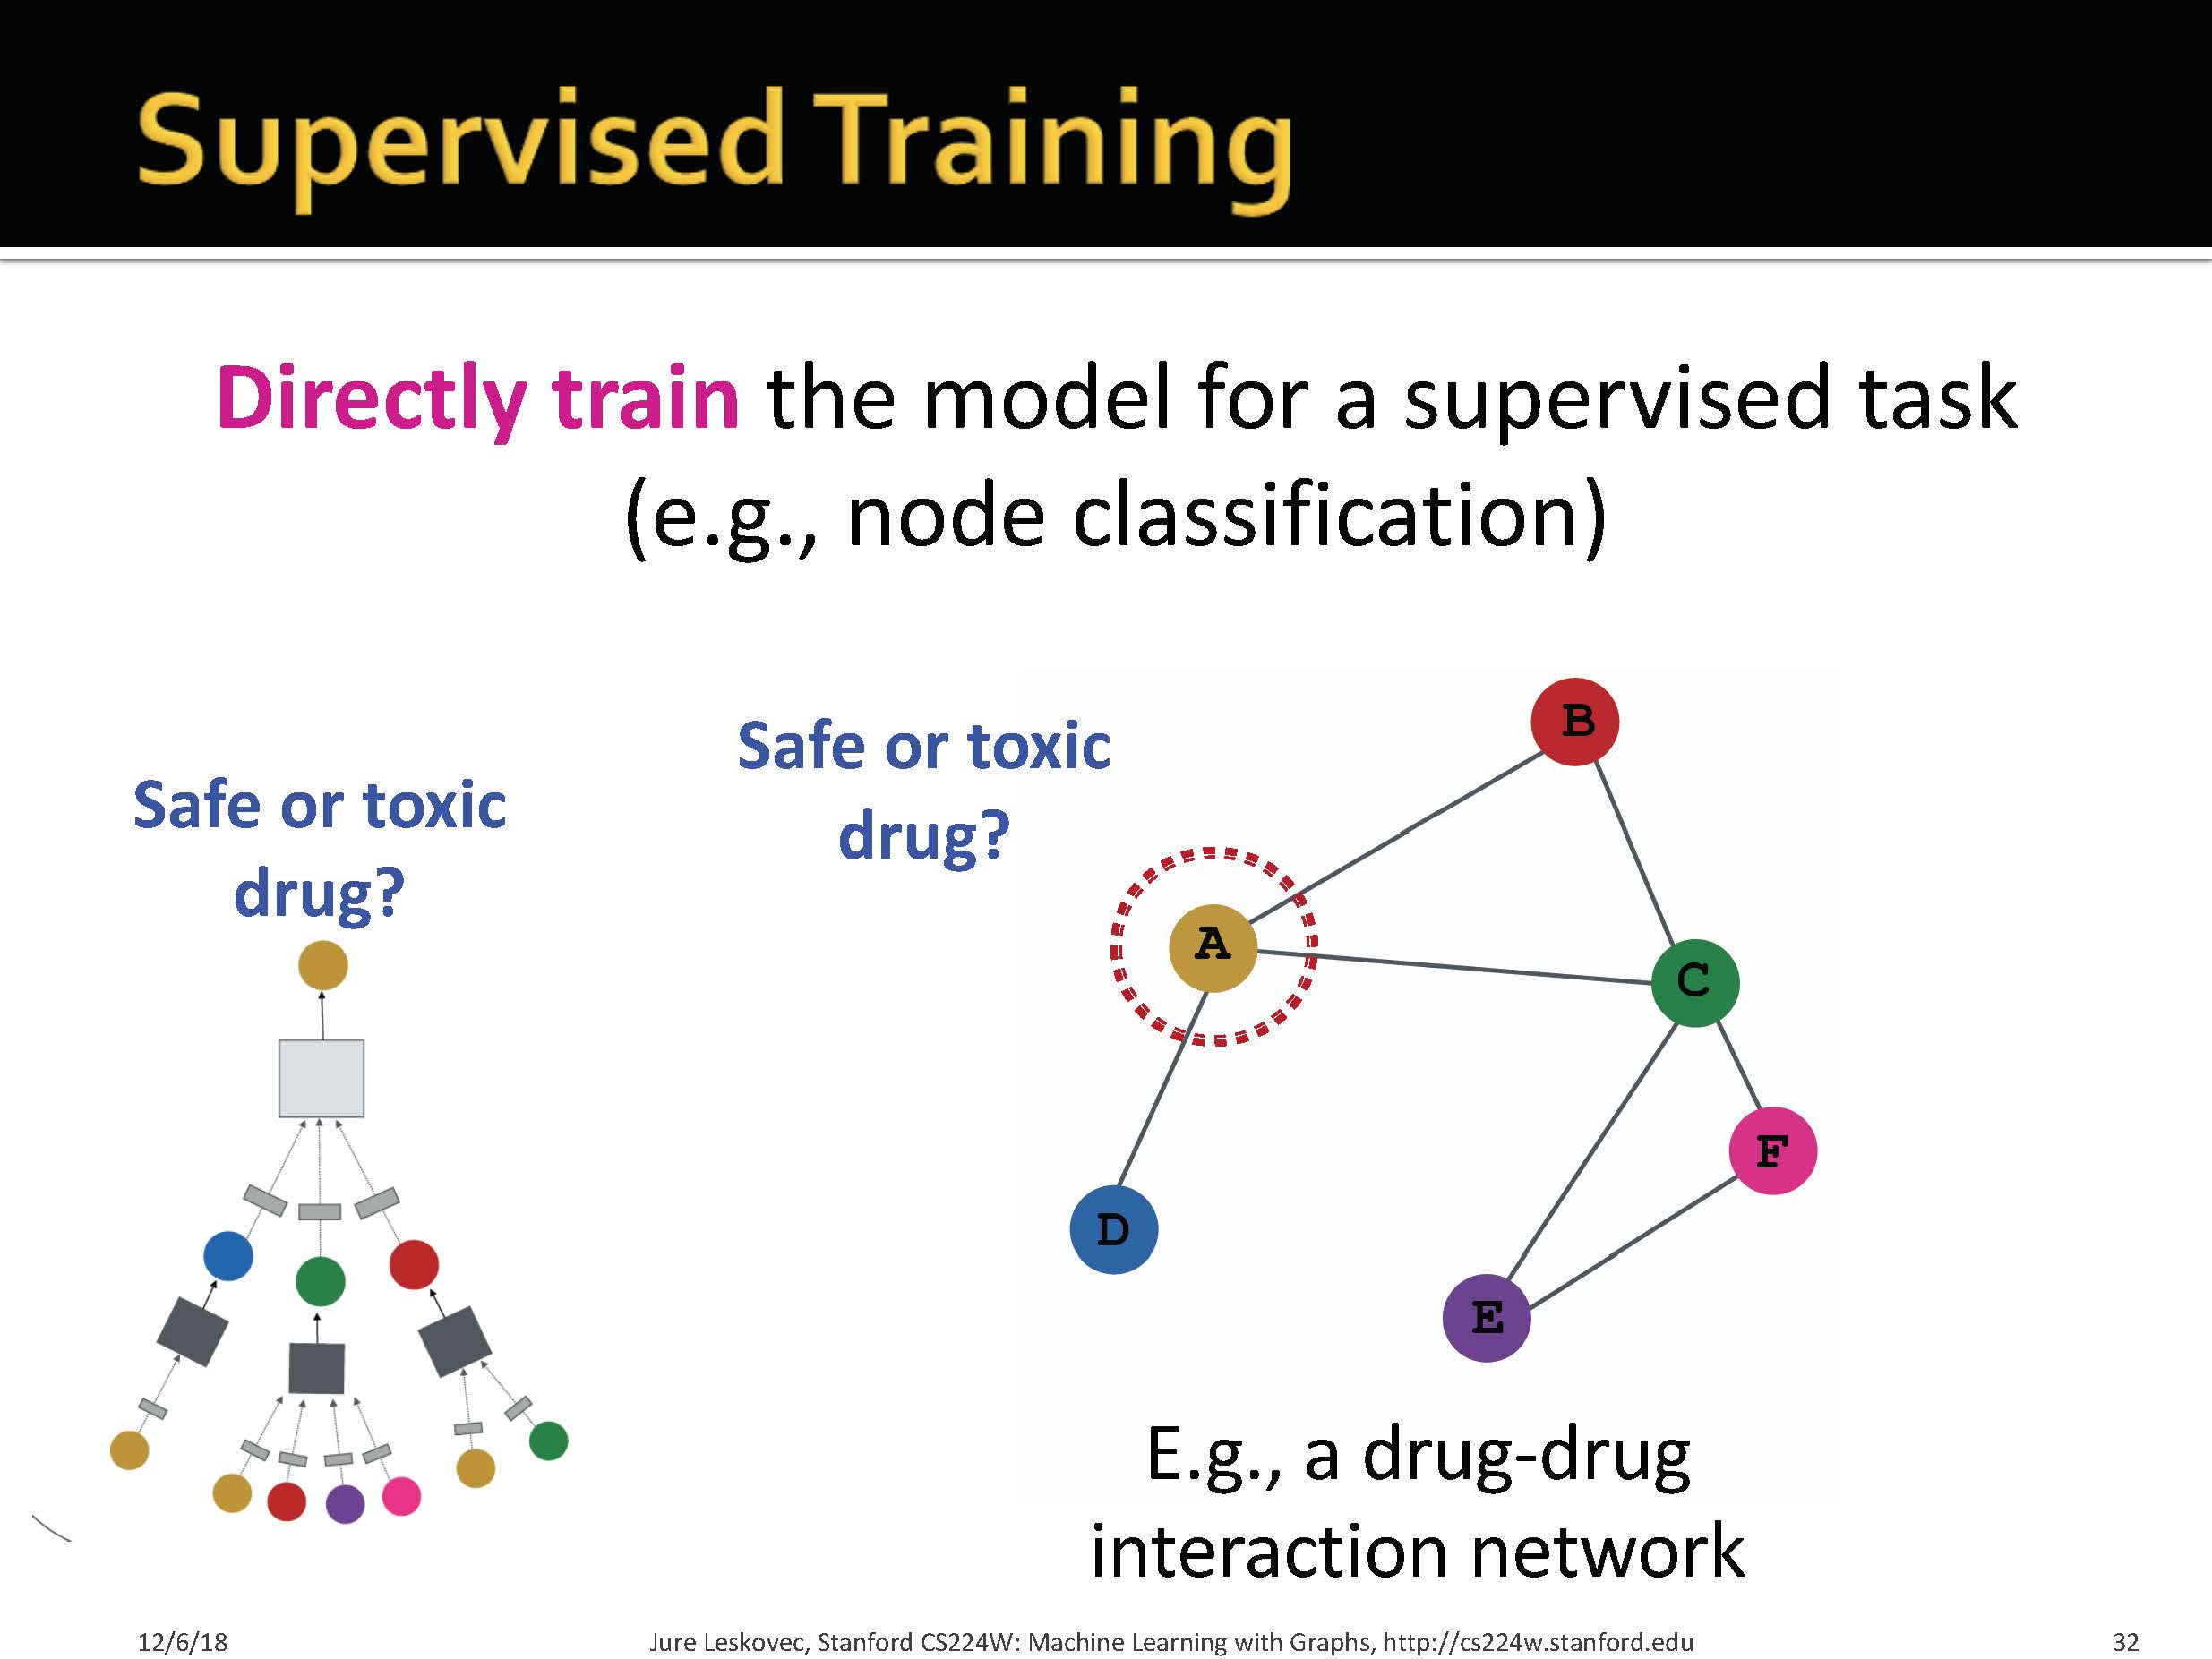 Supervised Training
Directly train the model for a supervised task
(e.g., node classification)
Safe or toxic
drug?
Safe or toxic
drug?
B
A
C
F
D
E
E.g., a drug-drug
interaction network
12/6/18
Jure Leskovec, Stanford CS224W: Machine Learning with Graphs, http://cs224w.stanford.edu
32